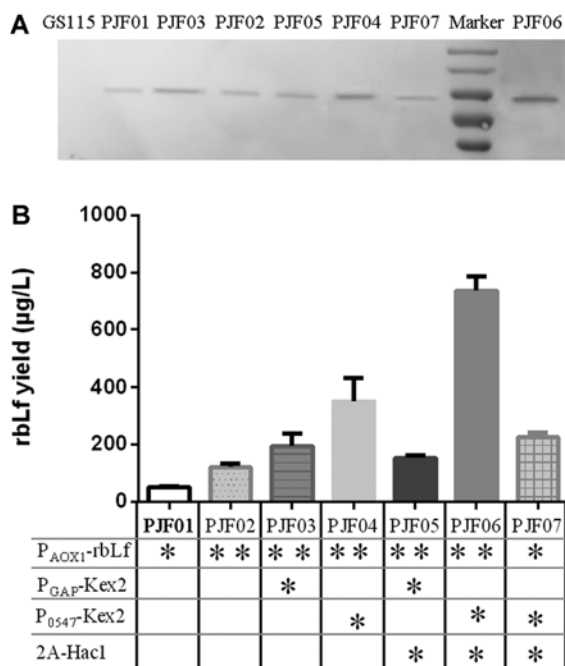 A
GS115 PJF01 PJF03 PJF02 PJF05 PJF04 PJF07 Marker PJF06
B
1000
800
600
400
200
0
rbLf yield (µg/L)
PJF01 PJF02 PJF03 PJF04 PJF05 PJF06 PJF07
PAOX1-rbLf * ** ** ** ** ** *
PGAP-Kex2 * *
P0547-Kex2 * * *
2A-Hac1 * * *